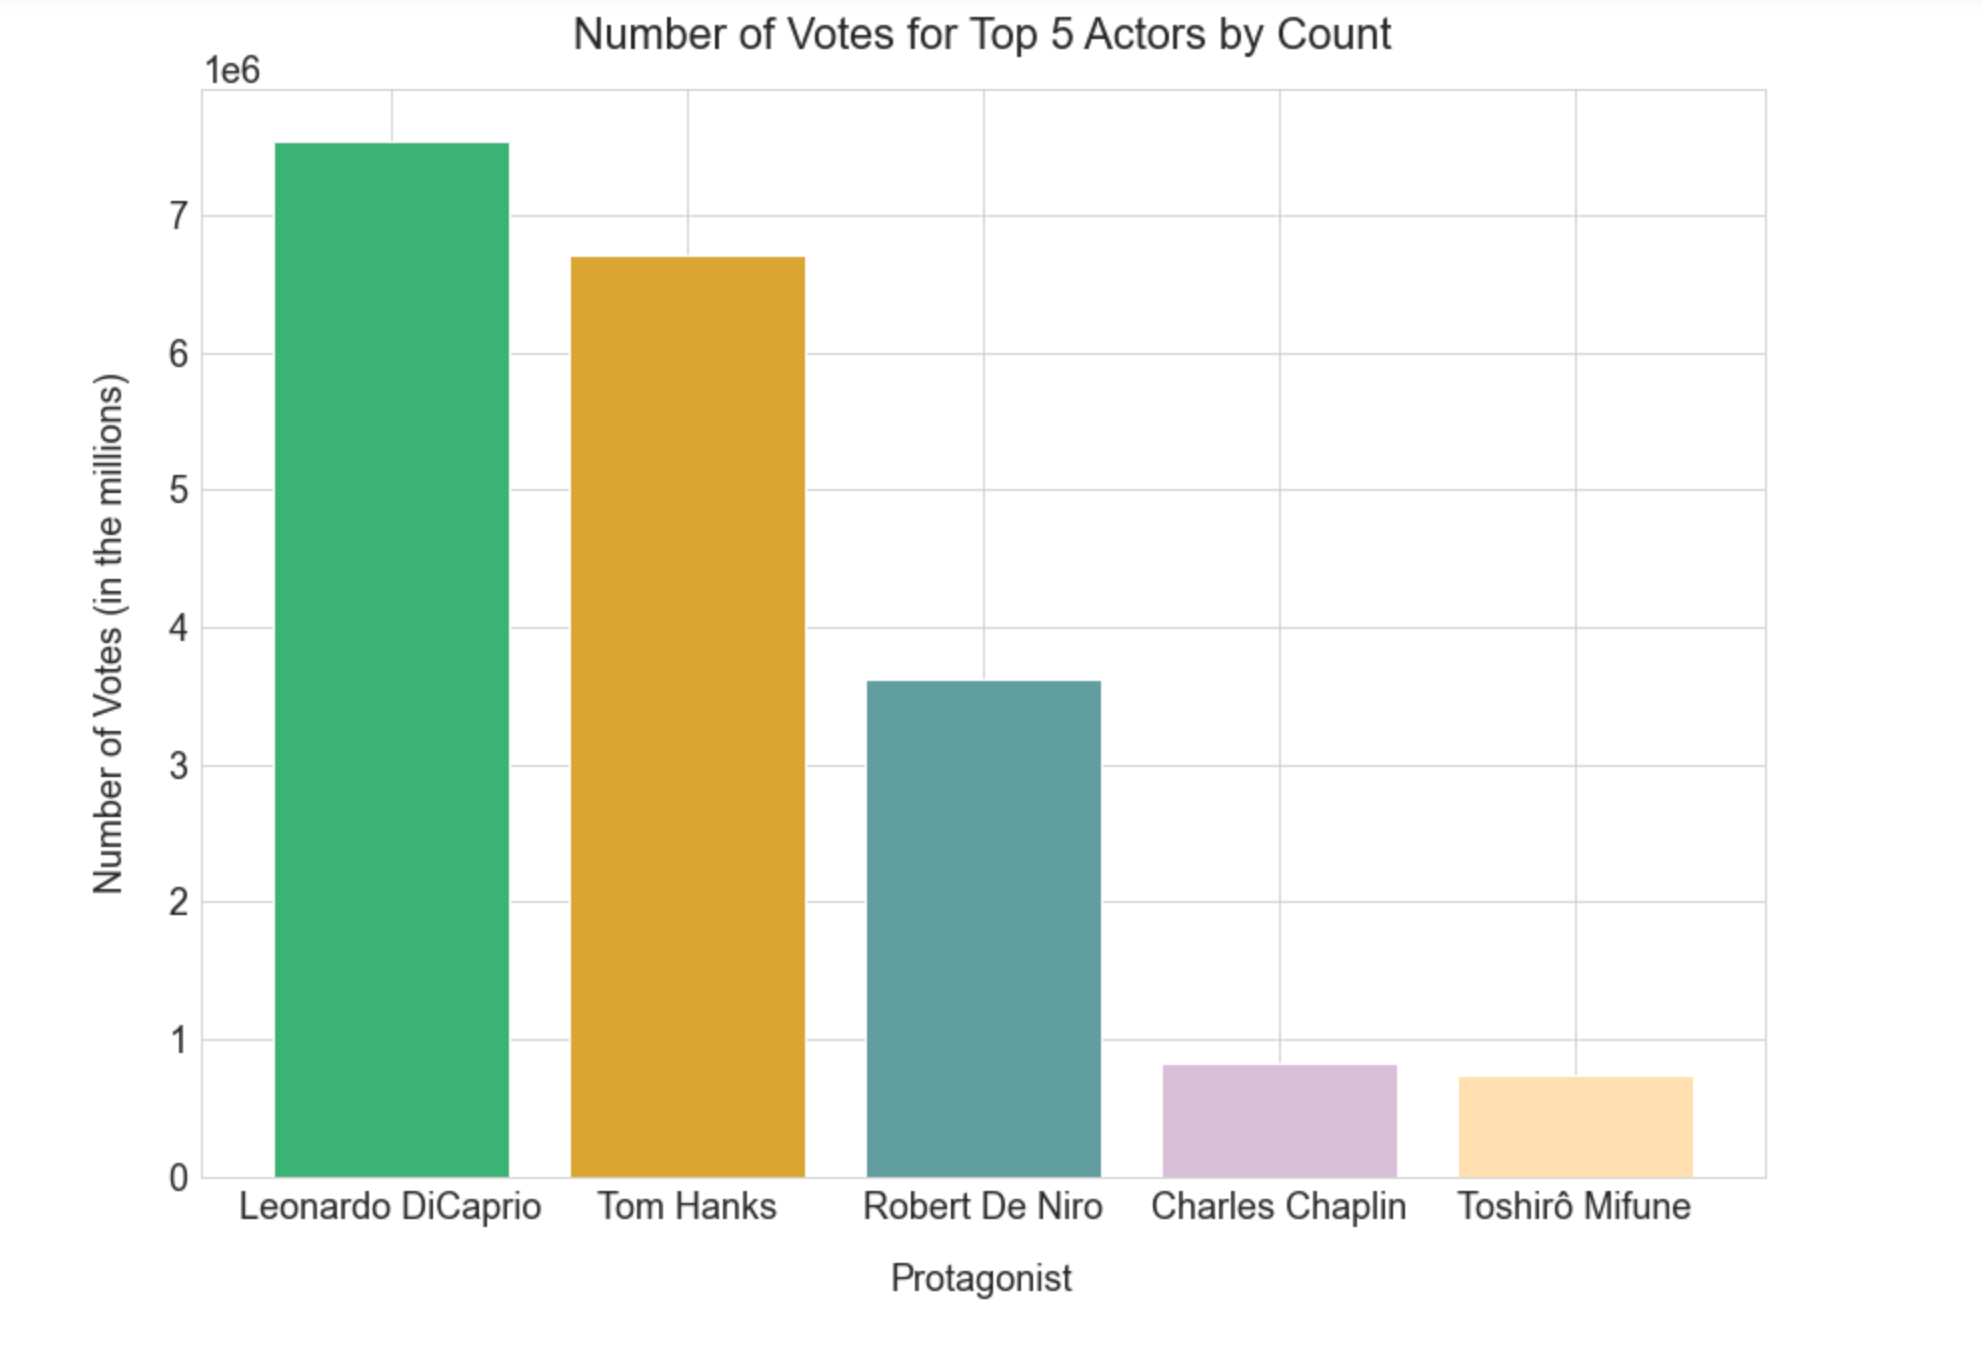 Number of Votes for Top 5 Actors by Count
1e6
7
6
5
4
3
2
1
0
Number of Votes (in the millions)
Leonardo DiCaprio
Tom Hanks
Robert De Niro
Charles Chaplin
Toshirô Mifune
Protagonist